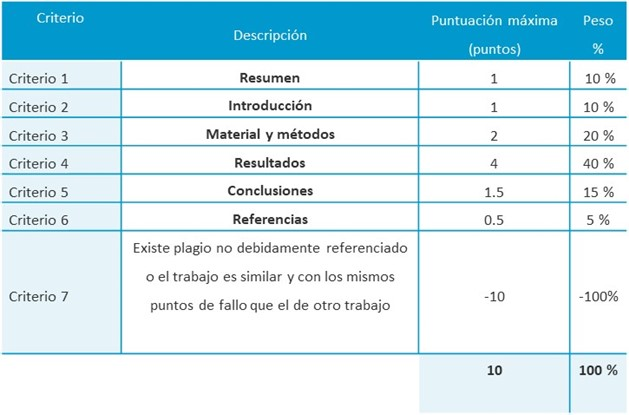 Criterio Descripción Puntuación máxima (puntos) Peso %
Criterio 1 Resumen 1 10 %
Criterio 2 Introducción 1 10 %
Criterio 3 Material y métodos 2 20 %
Criterio 4 Resultados 4 40 %
Criterio 5 Conclusiones 1.5 15 %
Criterio 6 Referencias 0.5 5 %
Existe plagio no debidamente referenciado
o el trabajo es similar y con los mismos
Criterio 7 puntos de fallo que el de otro trabajo -10 -100%
10 100 %